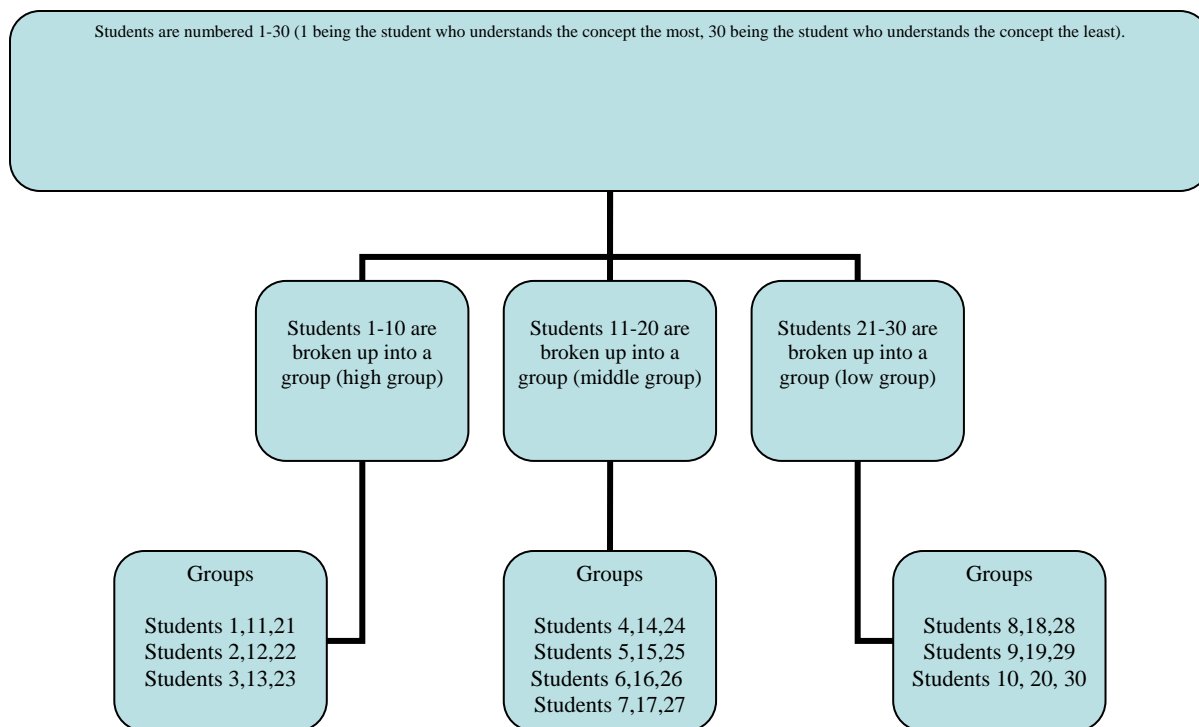 Students are numbered 1-30 (1 being the student who understands the concept the most, 30 being the student who understands the concept the least).
Students 1-10 are
broken up into a
group (high group)
Students 11-20 are
broken up into a
group (middle group)
Students 21-30 are
broken up into a
group (low group)
Groups
Students 1,11,21
Students 2,12,22
Students 3,13,23
Groups
Students 4,14,24
Students 5,15,25
Students 6,16,26
Students 7,17,27
Groups
Students 8,18,28
Students 9,19,29
Students 10, 20, 30